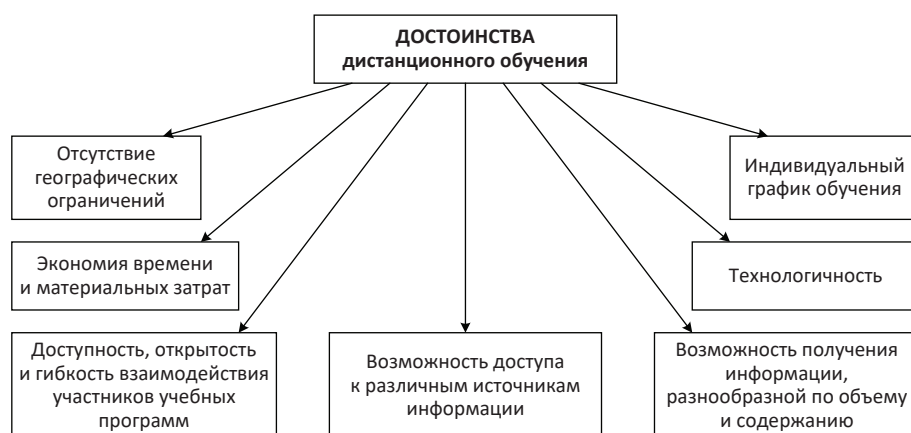 ДОСТОИНСТВА
дистанционного обучения
Отсутствие
географических
ограничений
Индивидуальный
график обучения
Экономия времени
и материальных затрат
Технологичность
Доступность, открытость
и гибкость взаимодействия
участников учебных
программ
Возможность доступа
к различным источникам
информации
Возможность получения
информации,
разнообразной по объему
и содержанию